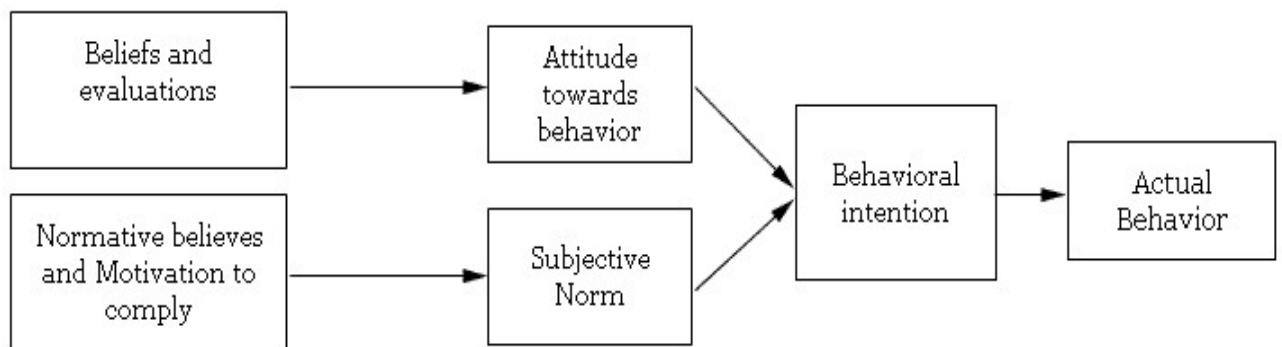 Beliefs and
evaluations
Attitude
towards
behavior
Behavioral
intention
Actual
Behavior
Normative believes
and Motivation to
comply
Subjective
Norm